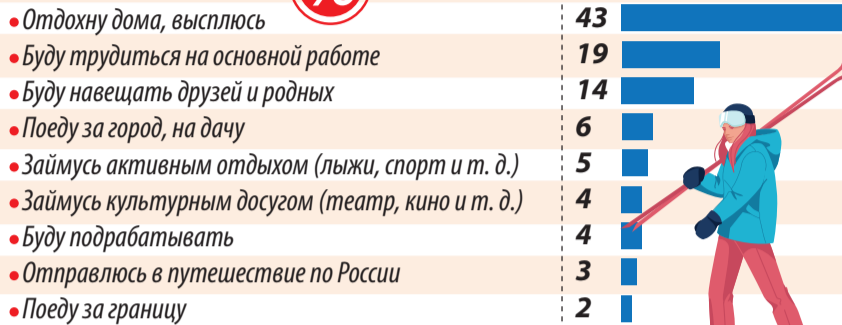 %
• Отдохну дома, высплюсь 43
• Буду трудиться на основной работе 19
• Буду навещать друзей и родных 14
• Поеду за город, на дачу 6
• Займусь активным отдыхом (лыжи, спорт и т. д.) 5
• Займусь культурным досугом (театр, кино и т. д.) 4
• Буду подрабатывать 4
• Отправлюсь в путешествие по России 3
• Поеду за границу 2